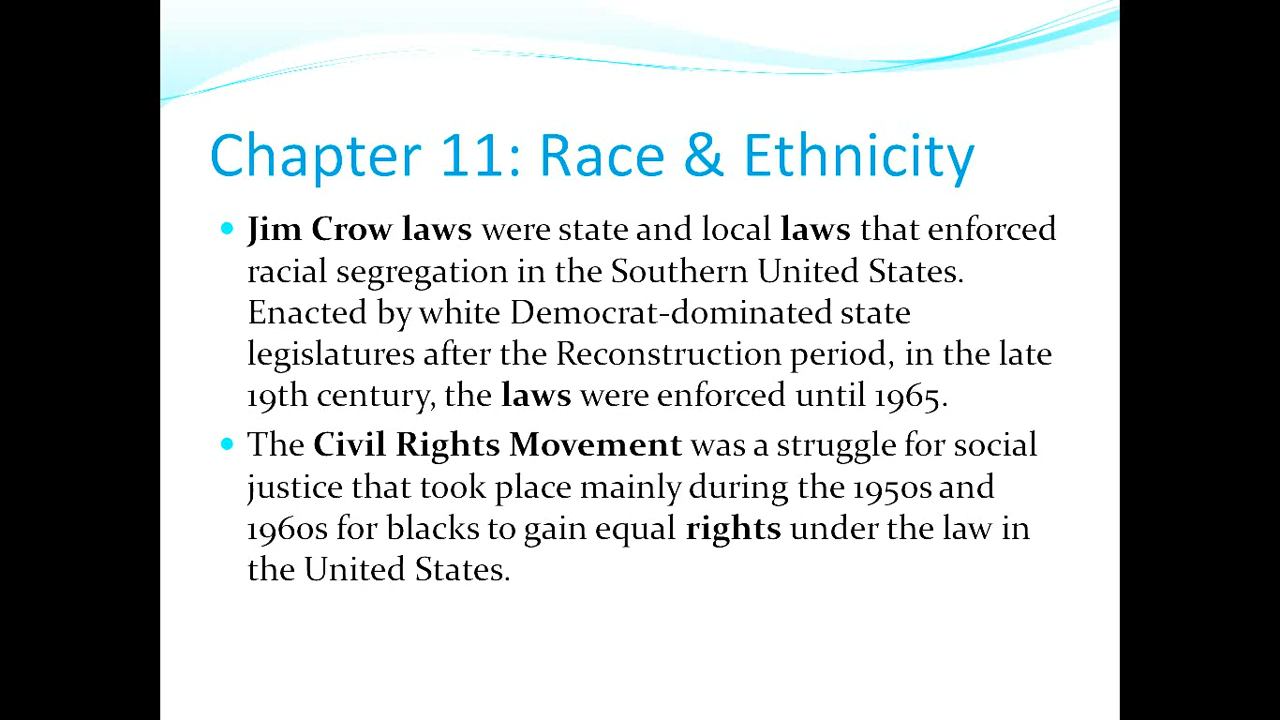 Chapter 11: Race & Ethnicity
• Jim Crow laws were state and local laws that enforced
racial segregation in the Southern United States.
Enacted by white Democrat-dominated state
legislatures after the Reconstruction period, in the late
19th century, the laws were enforced until 1965.
• The Civil Rights Movement was a struggle for social
justice that took place mainly during the 1950s and
1960s for blacks to gain equal rights under the law in
the United States.